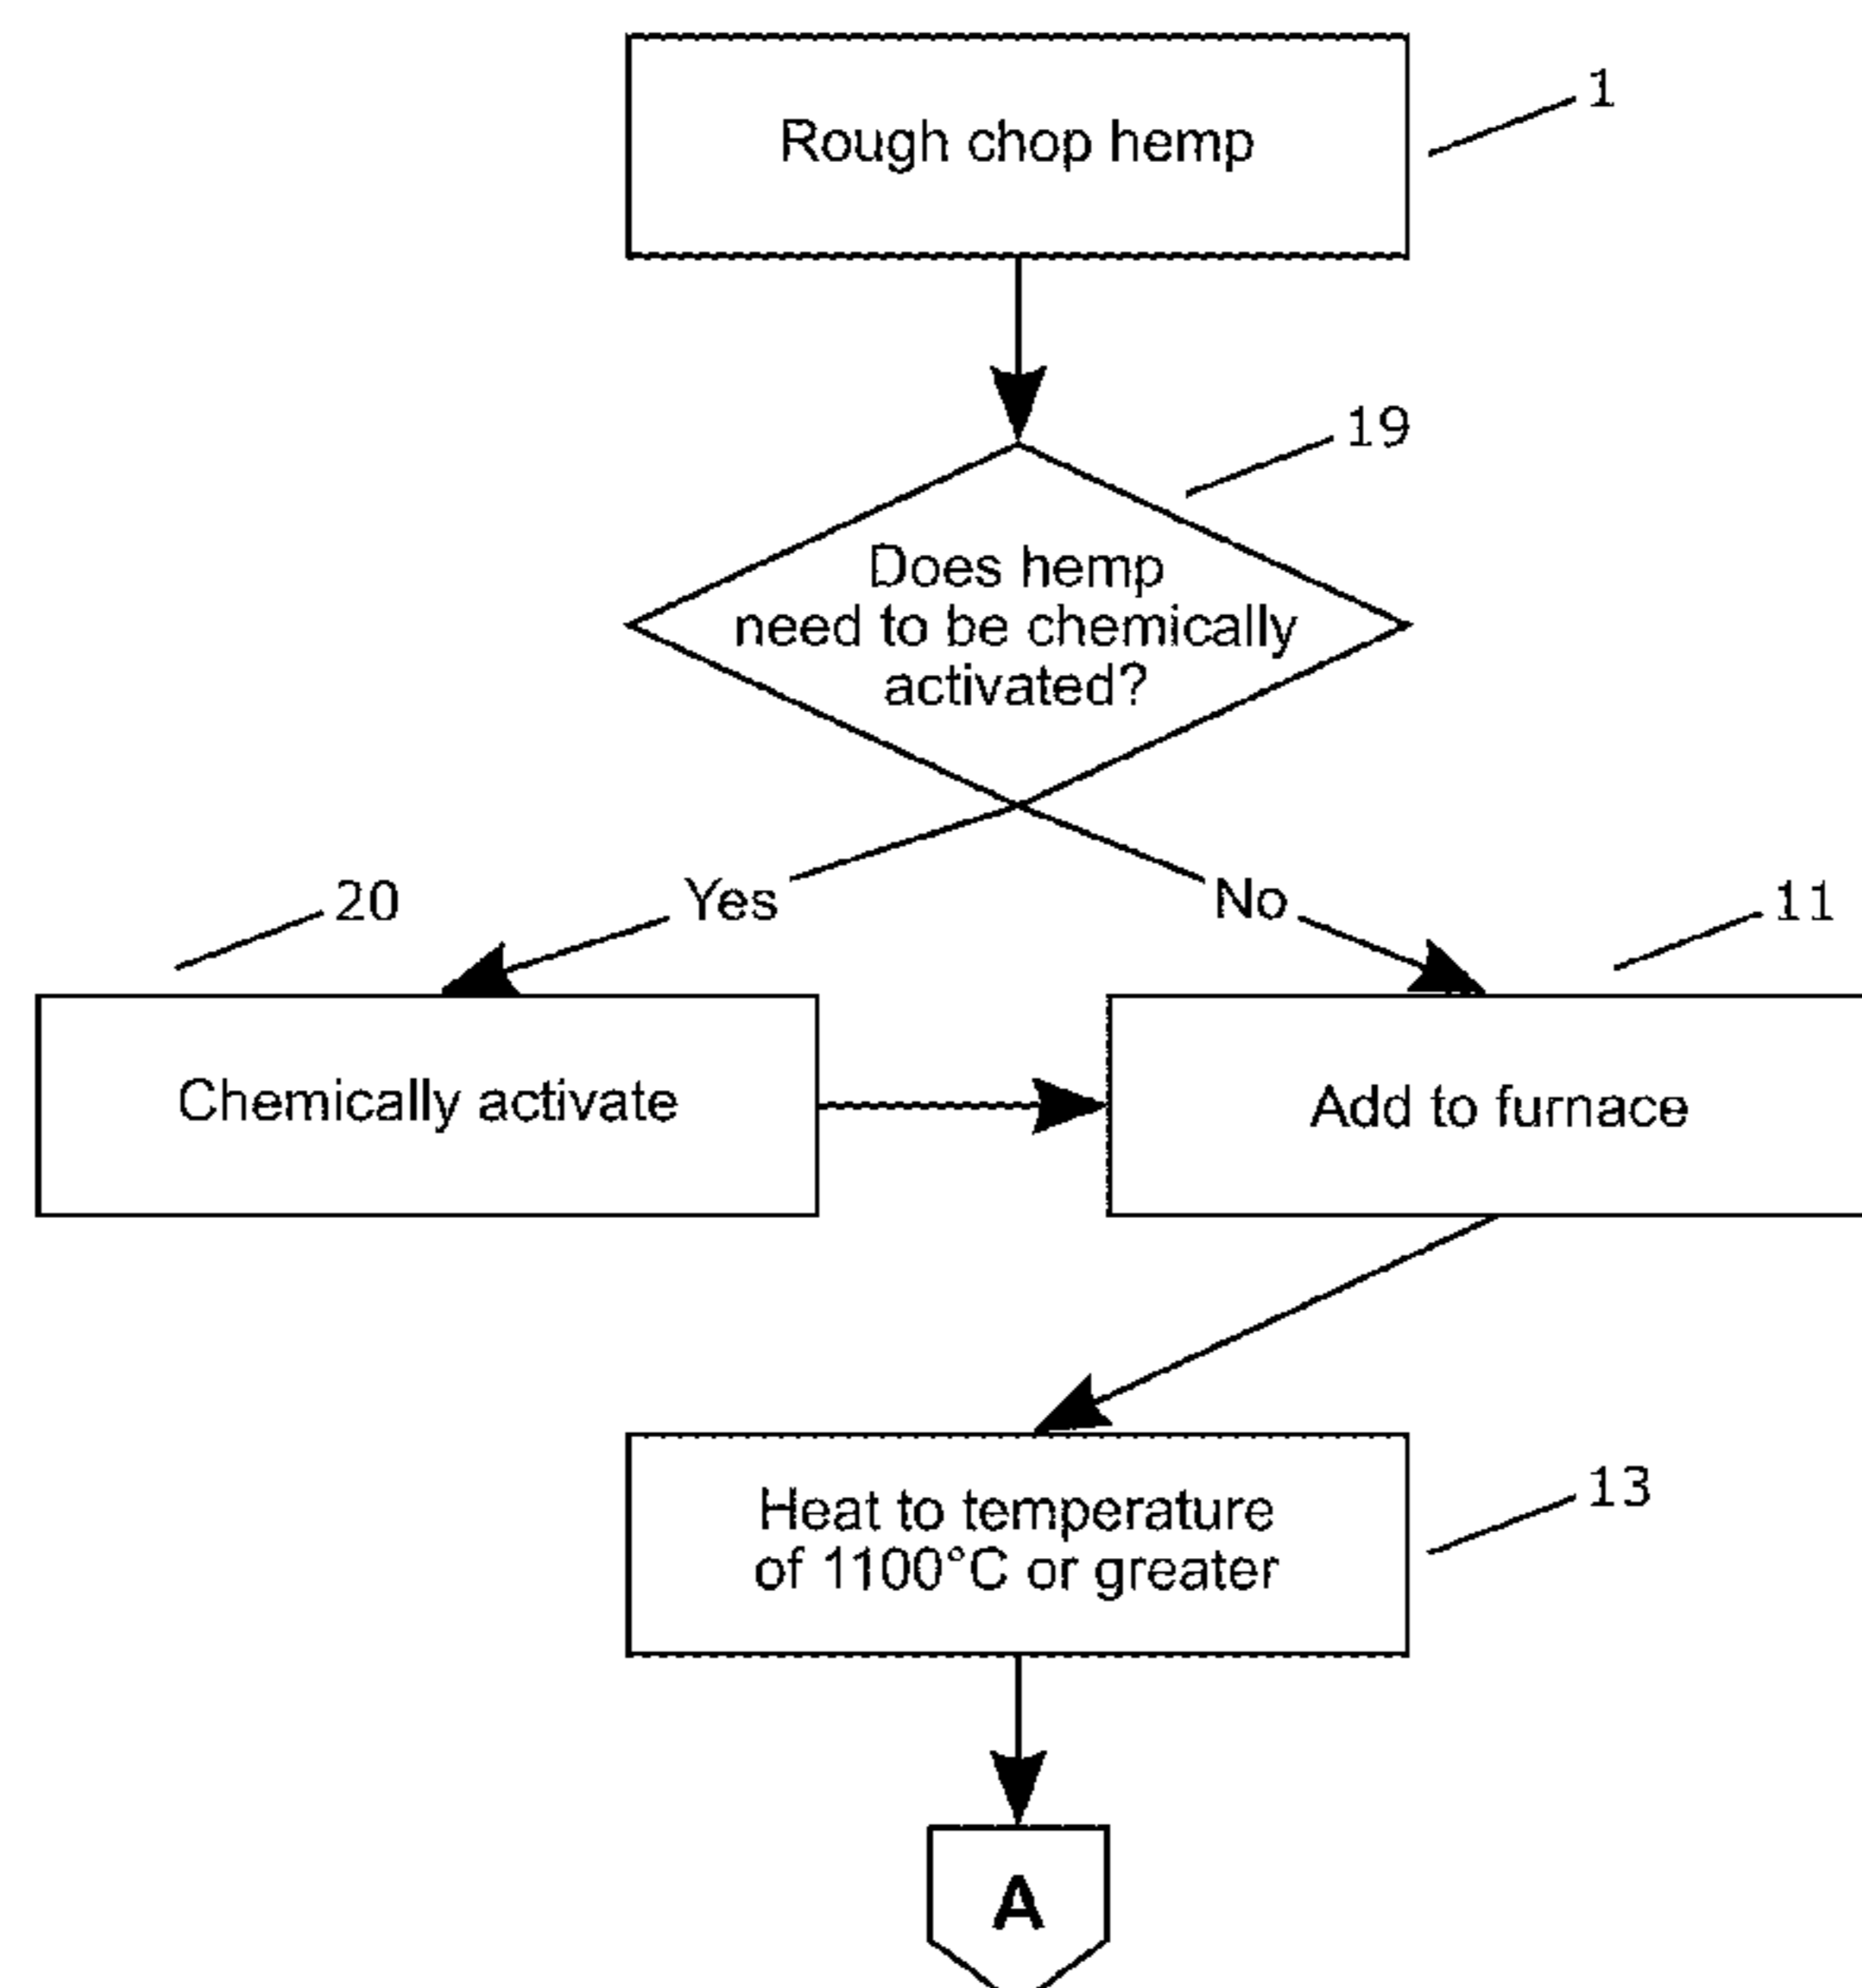 Rough chop hemp
1
19
Does hemp
need to be chemically
activated?
Yes
No
20
11
Chemically activate
Add to furnace
Heat to temperature
of 1100°C or greater
13
A